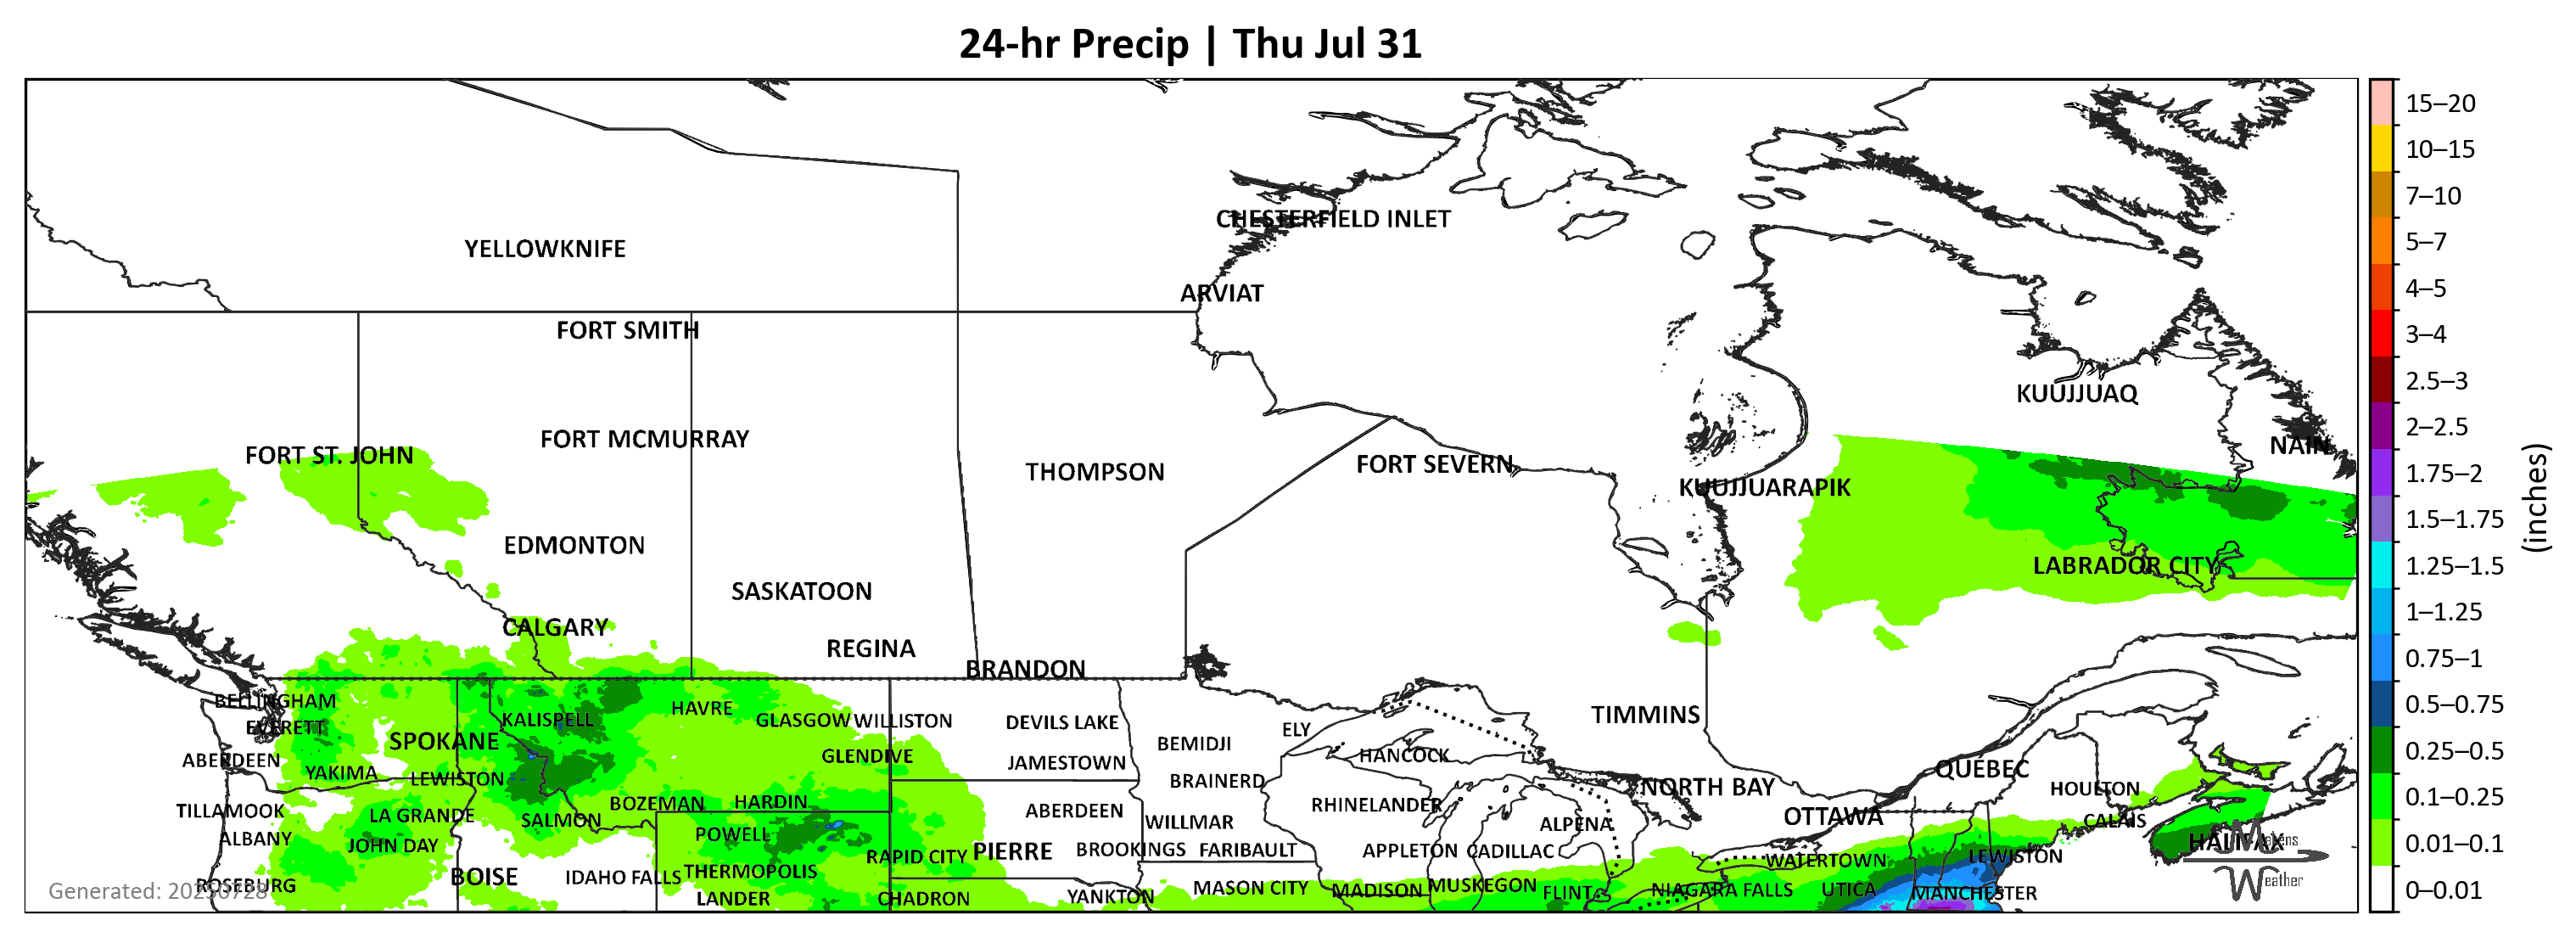 24-hr Precip | Thu Jul 31
CHESTERFIELD INLET
YELLOWKNIFE
ARVIAT
FORT SMITH
KUUJJUAQ
FORT MCMURRAY
NAIN
FORT ST. JOHN
THOMPSON
FORT SEVERN
KUUJJUARAPIK
EDMONTON
LABRADOR CITY
SASKATOON
CALGARY
REGINA
BRANDON
BELLINGHAM
HAVRE
TIMMINS
KALISPELL
GLASGOW WILLISTON
DEVILS LAKE
EVERETT
ELY
SPOKANE
BEMIDJI
HANCOCK
GLENDIVE
ABERDEEN
JAMESTOWN
QUEBEC
YAKIMA
LEWISTON
BRAINERD
NORTH BAY
HOULTON
BOZEMAN
HARDIN
RHINELANDER
TILLAMOOK
LA GRANDE
SALMON
ABERDEEN
WILLMAR
ALPENA
OTTAWA
CALAIS
ALBANY
JOHN DAY
POWELL
RAPID CITY
PIERRE
BROOKINGS
FARIBAULT
APPLETON
CADILLAC
WATERTOWN
LEWISTON
HALIFAX
Matens
Weather
ROSEBURG
BOISE
IDAHO FALLS
THERMOPOLIS
LANDER
CHADRON
YANKTON
MASON CITY
MADISON
MUSKEGON
FLINT
NIAGARA FALLS
UTICA
MANCHESTER
Generated: 20250728
15–20
10–15
7–10
5–7
4–5
3–4
2.5–3
2–2.5
1.75–2
1.5–1.75
1.25–1.5
1–1.25
0.75–1
0.5–0.75
0.25–0.5
0.1–0.25
0.01–0.1
0–0.01
(inches)